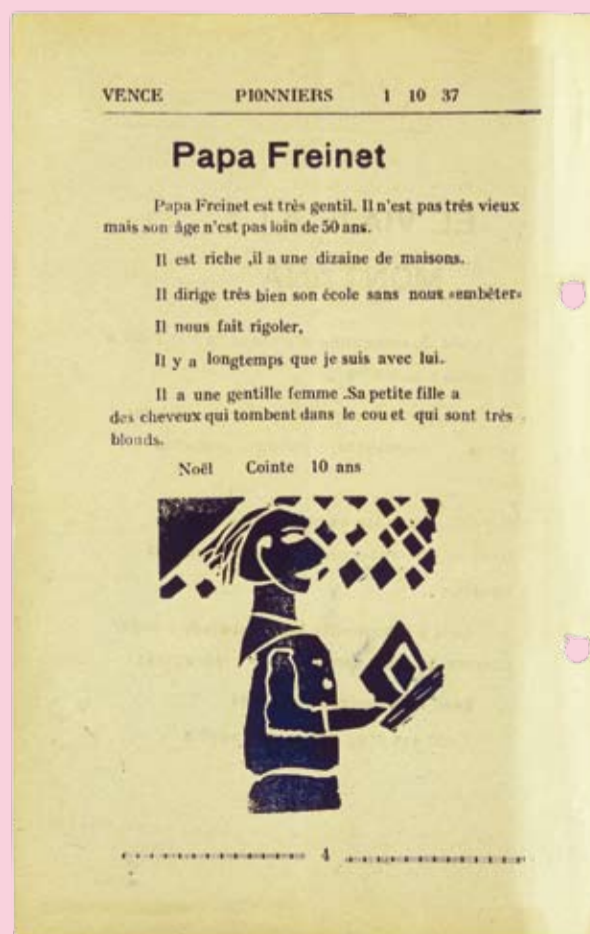 VENCE PIONNIERS 1 10 37
Papa Freinet
Papa Freinet est très gentil. Il n'est pas très vieux
mais son âge n'est pas loin de 50 ans.
Il est riche ,il a une dizaine de maisons.
Il dirige très bien son école sans nous «embêter»
Il nous fait rigoler,
Il y a longtemps que je suis avec lui.
Il a une gentille femme .Sa petite fille a
des cheveux qui tombent dans le cou et qui sont très
blonds.
Noël Cointe 10 ans
4